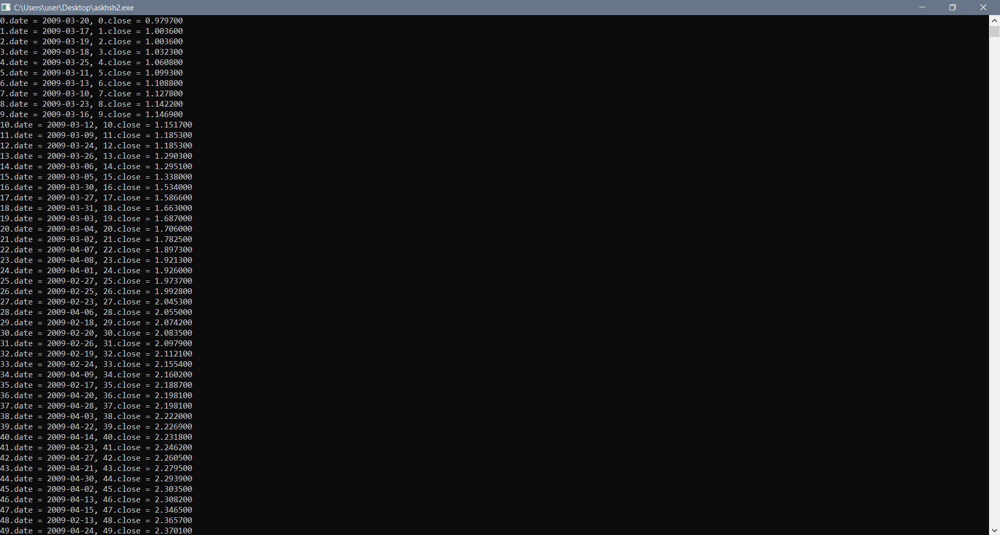 C:\Users\user\Desktop\askhsh2.exe
0.date = 2009-03-20, 0.close = 0.979700
1.date = 2009-03-17, 1.close = 1.003600
2.date = 2009-03-19, 2.close = 1.003600
3.date = 2009-03-18, 3.close = 1.032300
4.date = 2009-03-25, 4.close = 1.060800
5.date = 2009-03-11, 5.close = 1.099300
6.date = 2009-03-13, 6.close = 1.108800
7.date = 2009-03-10, 7.close = 1.127800
8.date = 2009-03-23, 8.close = 1.142200
9.date = 2009-03-16, 9.close = 1.146900
10.date = 2009-03-12, 10.close = 1.151700
11.date = 2009-03-09, 11.close = 1.185300
12.date = 2009-03-24, 12.close = 1.185300
13.date = 2009-03-26, 13.close = 1.290300
14.date = 2009-03-06, 14.close = 1.295100
15.date = 2009-03-05, 15.close = 1.338000
16.date = 2009-03-30, 16.close = 1.534000
17.date = 2009-03-27, 17.close = 1.586600
18.date = 2009-03-31, 18.close = 1.663000
19.date = 2009-03-03, 19.close = 1.687000
20.date = 2009-03-04, 20.close = 1.706000
21.date = 2009-03-02, 21.close = 1.782500
22.date = 2009-04-07, 22.close = 1.897300
23.date = 2009-04-08, 23.close = 1.921300
24.date = 2009-04-01, 24.close = 1.926000
25.date = 2009-02-27, 25.close = 1.973700
26.date = 2009-02-25, 26.close = 1.992800
27.date = 2009-02-23, 27.close = 2.045300
28.date = 2009-04-06, 28.close = 2.055000
29.date = 2009-02-18, 29.close = 2.074200
30.date = 2009-02-20, 30.close = 2.083500
31.date = 2009-02-26, 31.close = 2.097900
32.date = 2009-02-19, 32.close = 2.112100
33.date = 2009-02-24, 33.close = 2.155400
34.date = 2009-04-09, 34.close = 2.160200
35.date = 2009-02-17, 35.close = 2.188700
36.date = 2009-04-20, 36.close = 2.198100
37.date = 2009-04-28, 37.close = 2.198100
38.date = 2009-04-03, 38.close = 2.222000
39.date = 2009-04-22, 39.close = 2.226900
40.date = 2009-04-14, 40.close = 2.231800
41.date = 2009-04-23, 41.close = 2.246200
42.date = 2009-04-27, 42.close = 2.260500
43.date = 2009-04-21, 43.close = 2.279500
44.date = 2009-04-30, 44.close = 2.293900
45.date = 2009-04-02, 45.close = 2.303500
46.date = 2009-04-13, 46.close = 2.308200
47.date = 2009-04-15, 47.close = 2.346500
48.date = 2009-02-13, 48.close = 2.365700
49.date = 2009-04-24, 49.close = 2.370100